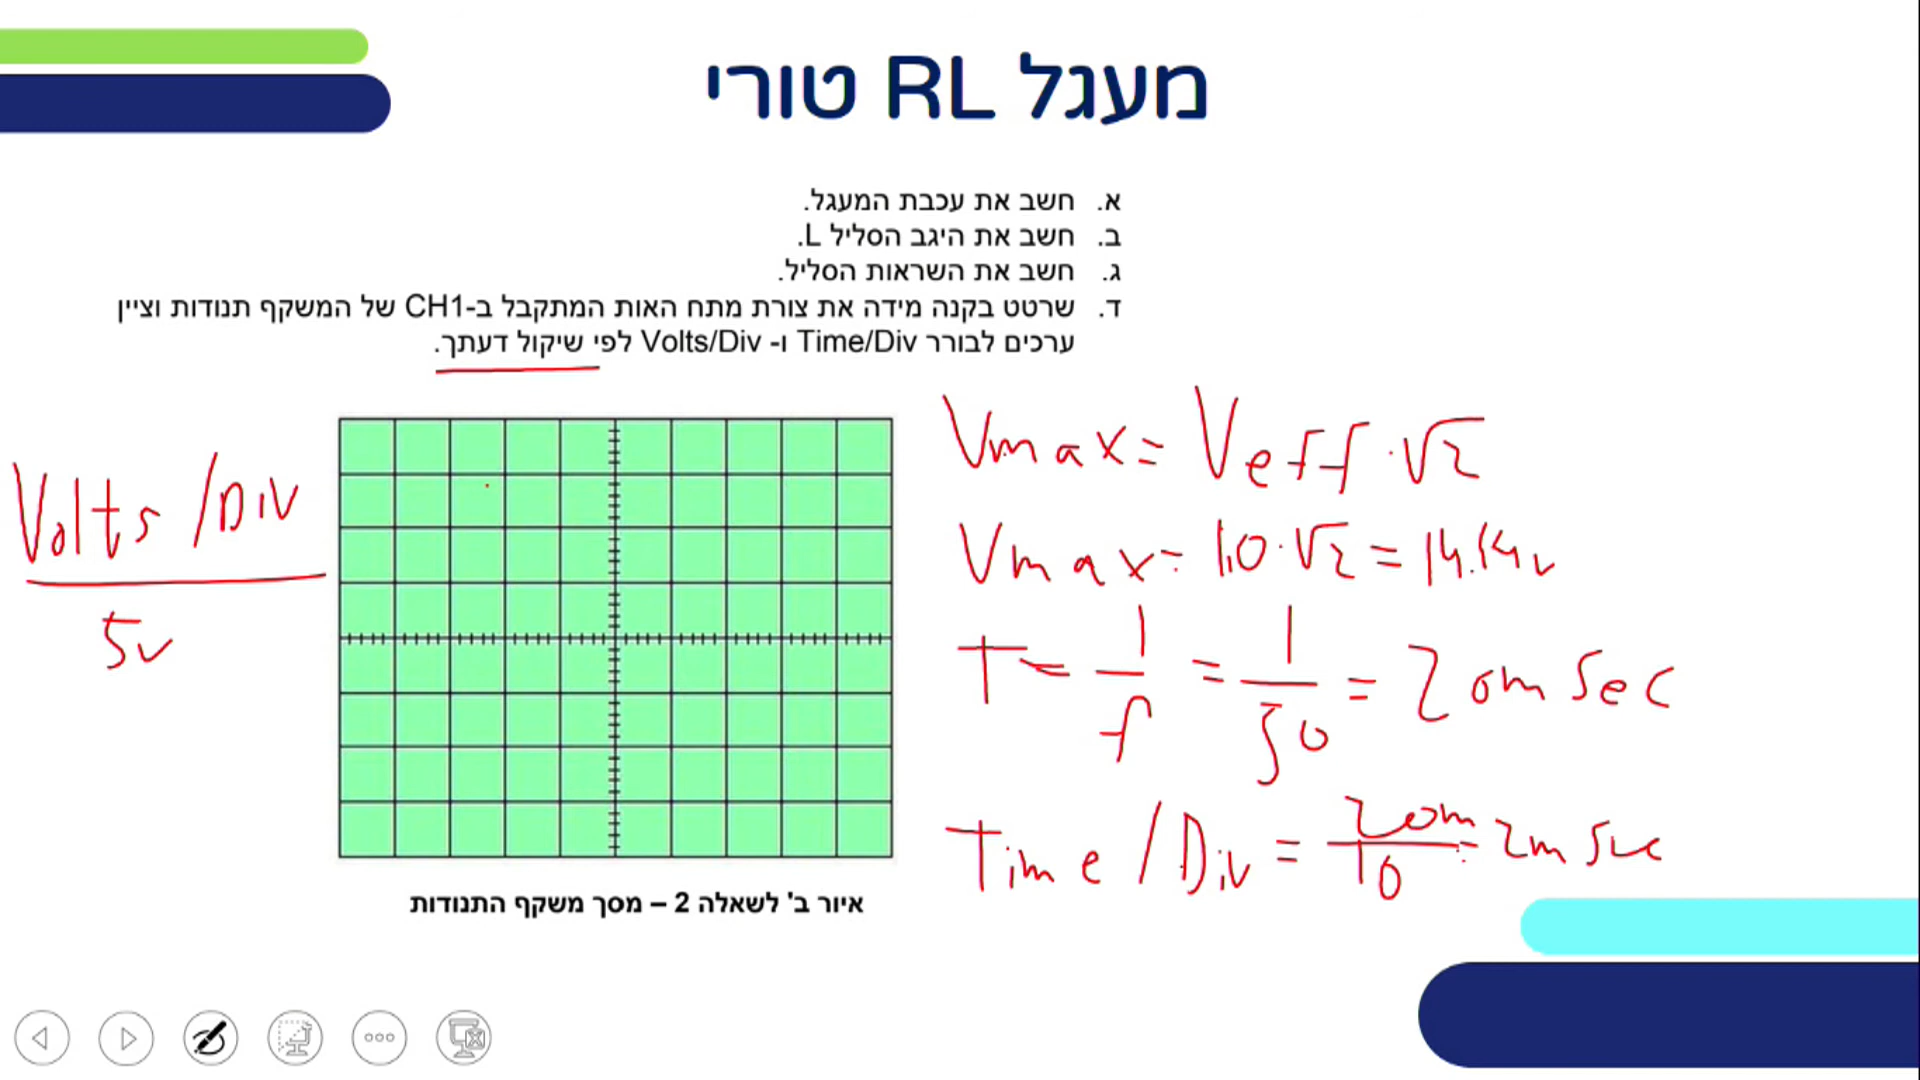 מעגל RL טורי
א. חשב את עכבת המעגל.
ב. חשב את היגב הסליל L.
ג. חשב את השראות הסליל.
ד. שרטט בקנה מידה את צורת מתח האות המתקבל ב-CH1 של המשקף תנודות וציין
ערכים לבורר Time/Div ו- Volts/Div לפי שיקול דעתך.
Volts /DIV
5v
Vmax = Veff · √2
Vmax = 10 · √2 = 14.14v
T = 1/f = 1/50 = 20m Sec
Time /Div = 20m/10 = 2m Sec
איור ב' לשאלה 2 – מסך משקף התנודות